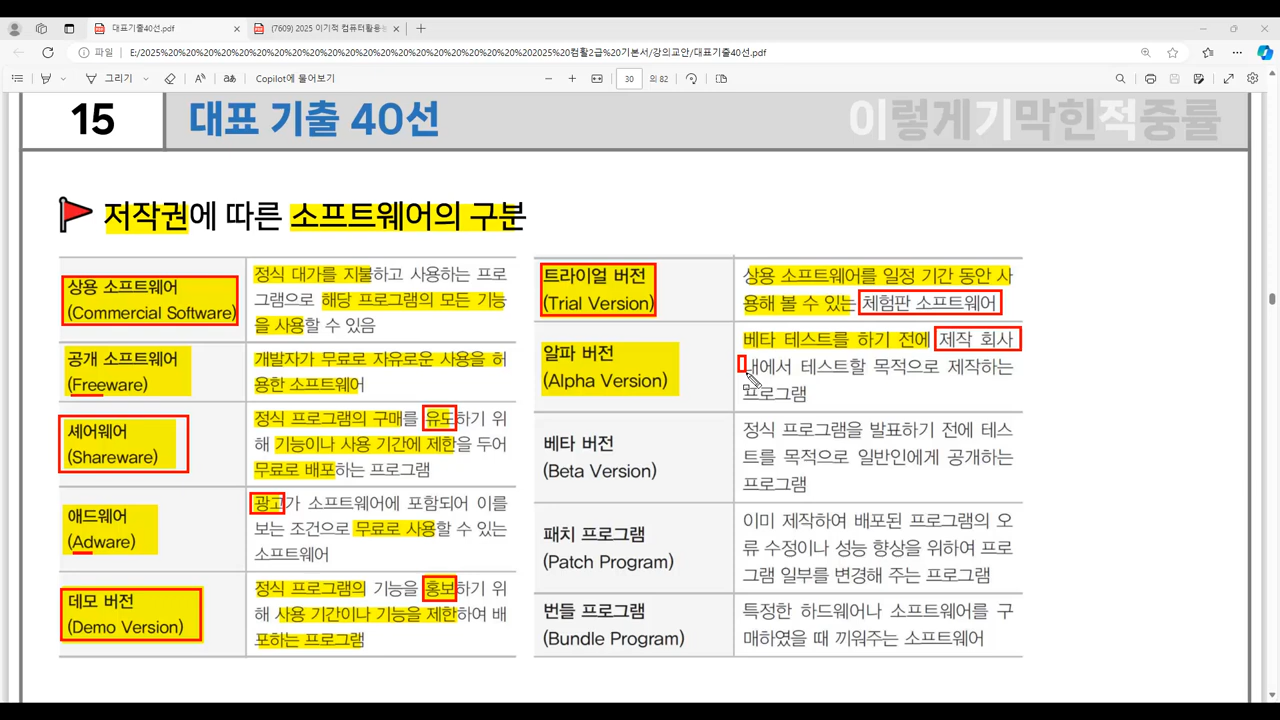 대표기출40선.pdf
(7609) 2025 이기적 컴퓨터활용능
파일
E:/2025%20%20%20%20%20%20%20%20%20%20%20%20%202025%20컴활2급%20기본서/강의교안/대표기출40선.pdf
그리기
Copilot에 물어보기
30
의 82
15
대표 기출 40선
이렇게기막힌적중률
저작권에 따른 소프트웨어의 구분
상용 소프트웨어
(Commercial Software)
정식 대가를 지불하고 사용하는 프로
그램으로 해당 프로그램의 모든 기능
을 사용할 수 있음
공개 소프트웨어
(Freeware)
개발자가 무료로 자유로운 사용을 허
용한 소프트웨어
셰어웨어
(Shareware)
정식 프로그램의 구매를 유도하기 위
해 기능이나 사용 기간에 제한을 두어
무료로 배포하는 프로그램
애드웨어
(Adware)
광고가 소프트웨어에 포함되어 이를
보는 조건으로 무료로 사용할 수 있는
소프트웨어
데모 버전
(Demo Version)
정식 프로그램의 기능을 홍보하기 위
해 사용 기간이나 기능을 제한하여 배
포하는 프로그램
트라이얼 버전
(Trial Version)
상용 소프트웨어를 일정 기간 동안 사
용해 볼 수 있는 체험판 소프트웨어
알파 버전
(Alpha Version)
베타 테스트를 하기 전에 제작 회사
내에서 테스트할 목적으로 제작하는
프로그램
베타 버전
(Beta Version)
정식 프로그램을 발표하기 전에 테스
트를 목적으로 일반인에게 공개하는
프로그램
패치 프로그램
(Patch Program)
이미 제작하여 배포된 프로그램의 오
류 수정이나 성능 향상을 위하여 프로
그램 일부를 변경해 주는 프로그램
번들 프로그램
(Bundle Program)
특정한 하드웨어나 소프트웨어를 구
매하였을 때 끼워주는 소프트웨어